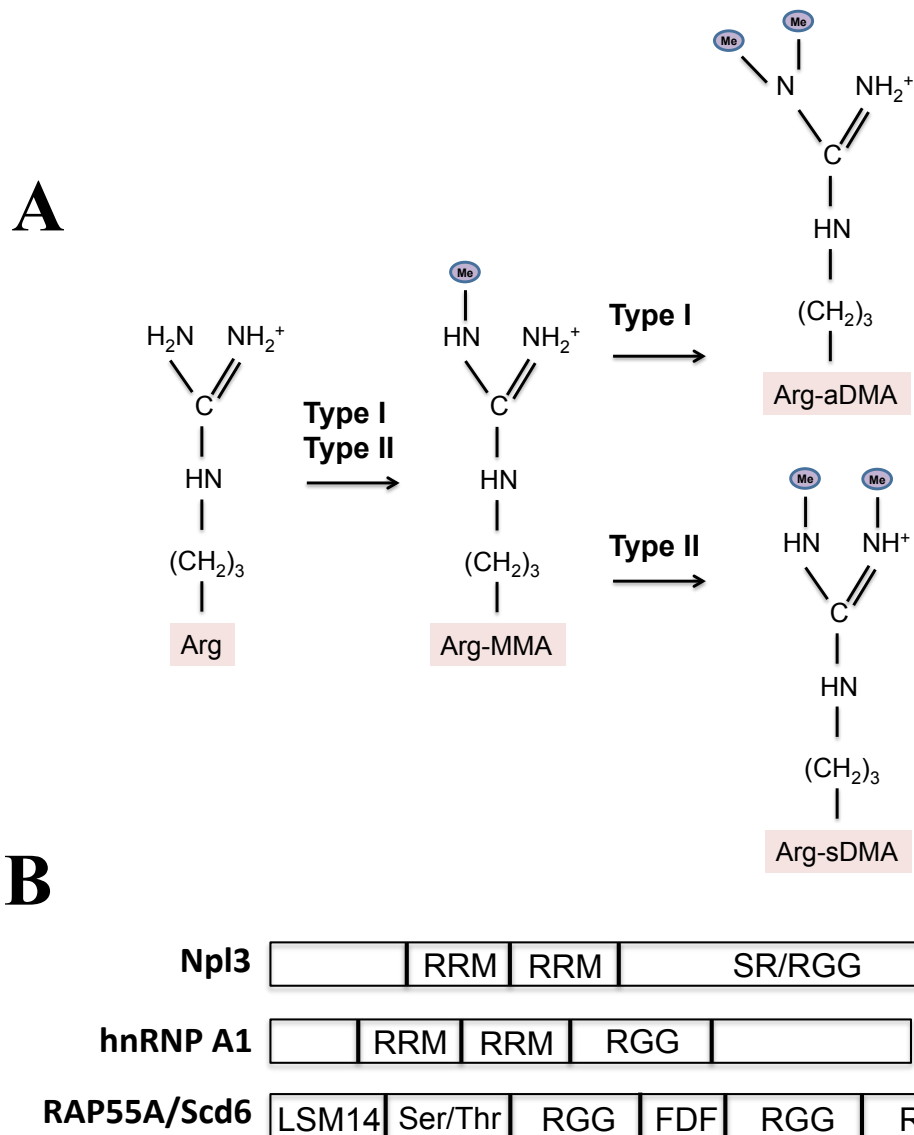 A
Me
Me
N NH2+
C
HN
(CH2)3
Arg-aDMA
H2N NH2+
C
HN
(CH2)3
Arg
Type I
Type II
Me
HN NH2+
C
HN
(CH2)3
Arg-MMA
Type I
Type II
Me Me
HN NH+
C
HN
(CH2)3
Arg-sDMA
B
Npl3 RRM RRM SR/RGG
hnRNP A1 RRM RRM RGG
RAP55A/Scd6 LSM14 Ser/Thr RGG FDF RGG